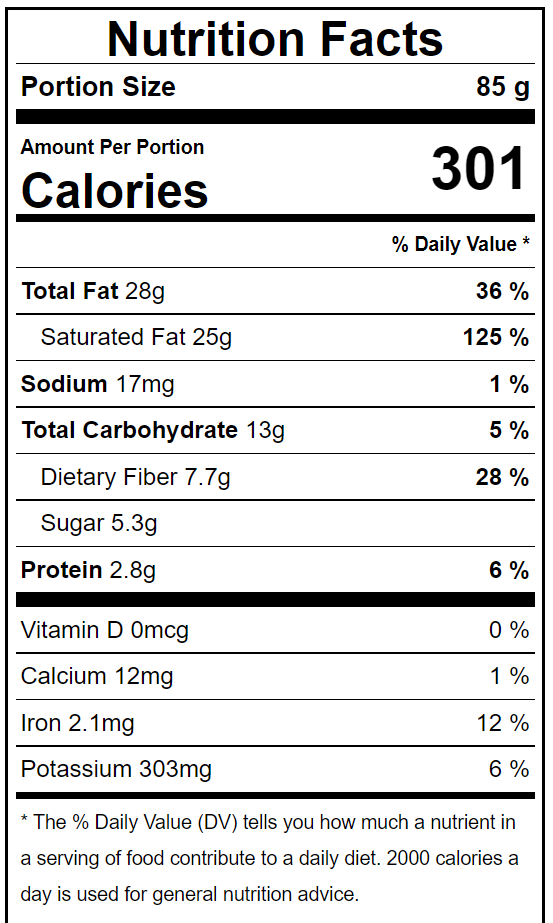 Nutrition Facts
Portion Size 85 g
Amount Per Portion
Calories 301
% Daily Value *
Total Fat 28g 36 %
Saturated Fat 25g 125 %
Sodium 17mg 1 %
Total Carbohydrate 13g 5 %
Dietary Fiber 7.7g 28 %
Sugar 5.3g
Protein 2.8g 6 %
Vitamin D 0mcg 0 %
Calcium 12mg 1 %
Iron 2.1mg 12 %
Potassium 303mg 6 %
* The % Daily Value (DV) tells you how much a nutrient in
a serving of food contribute to a daily diet. 2000 calories a
day is used for general nutrition advice.